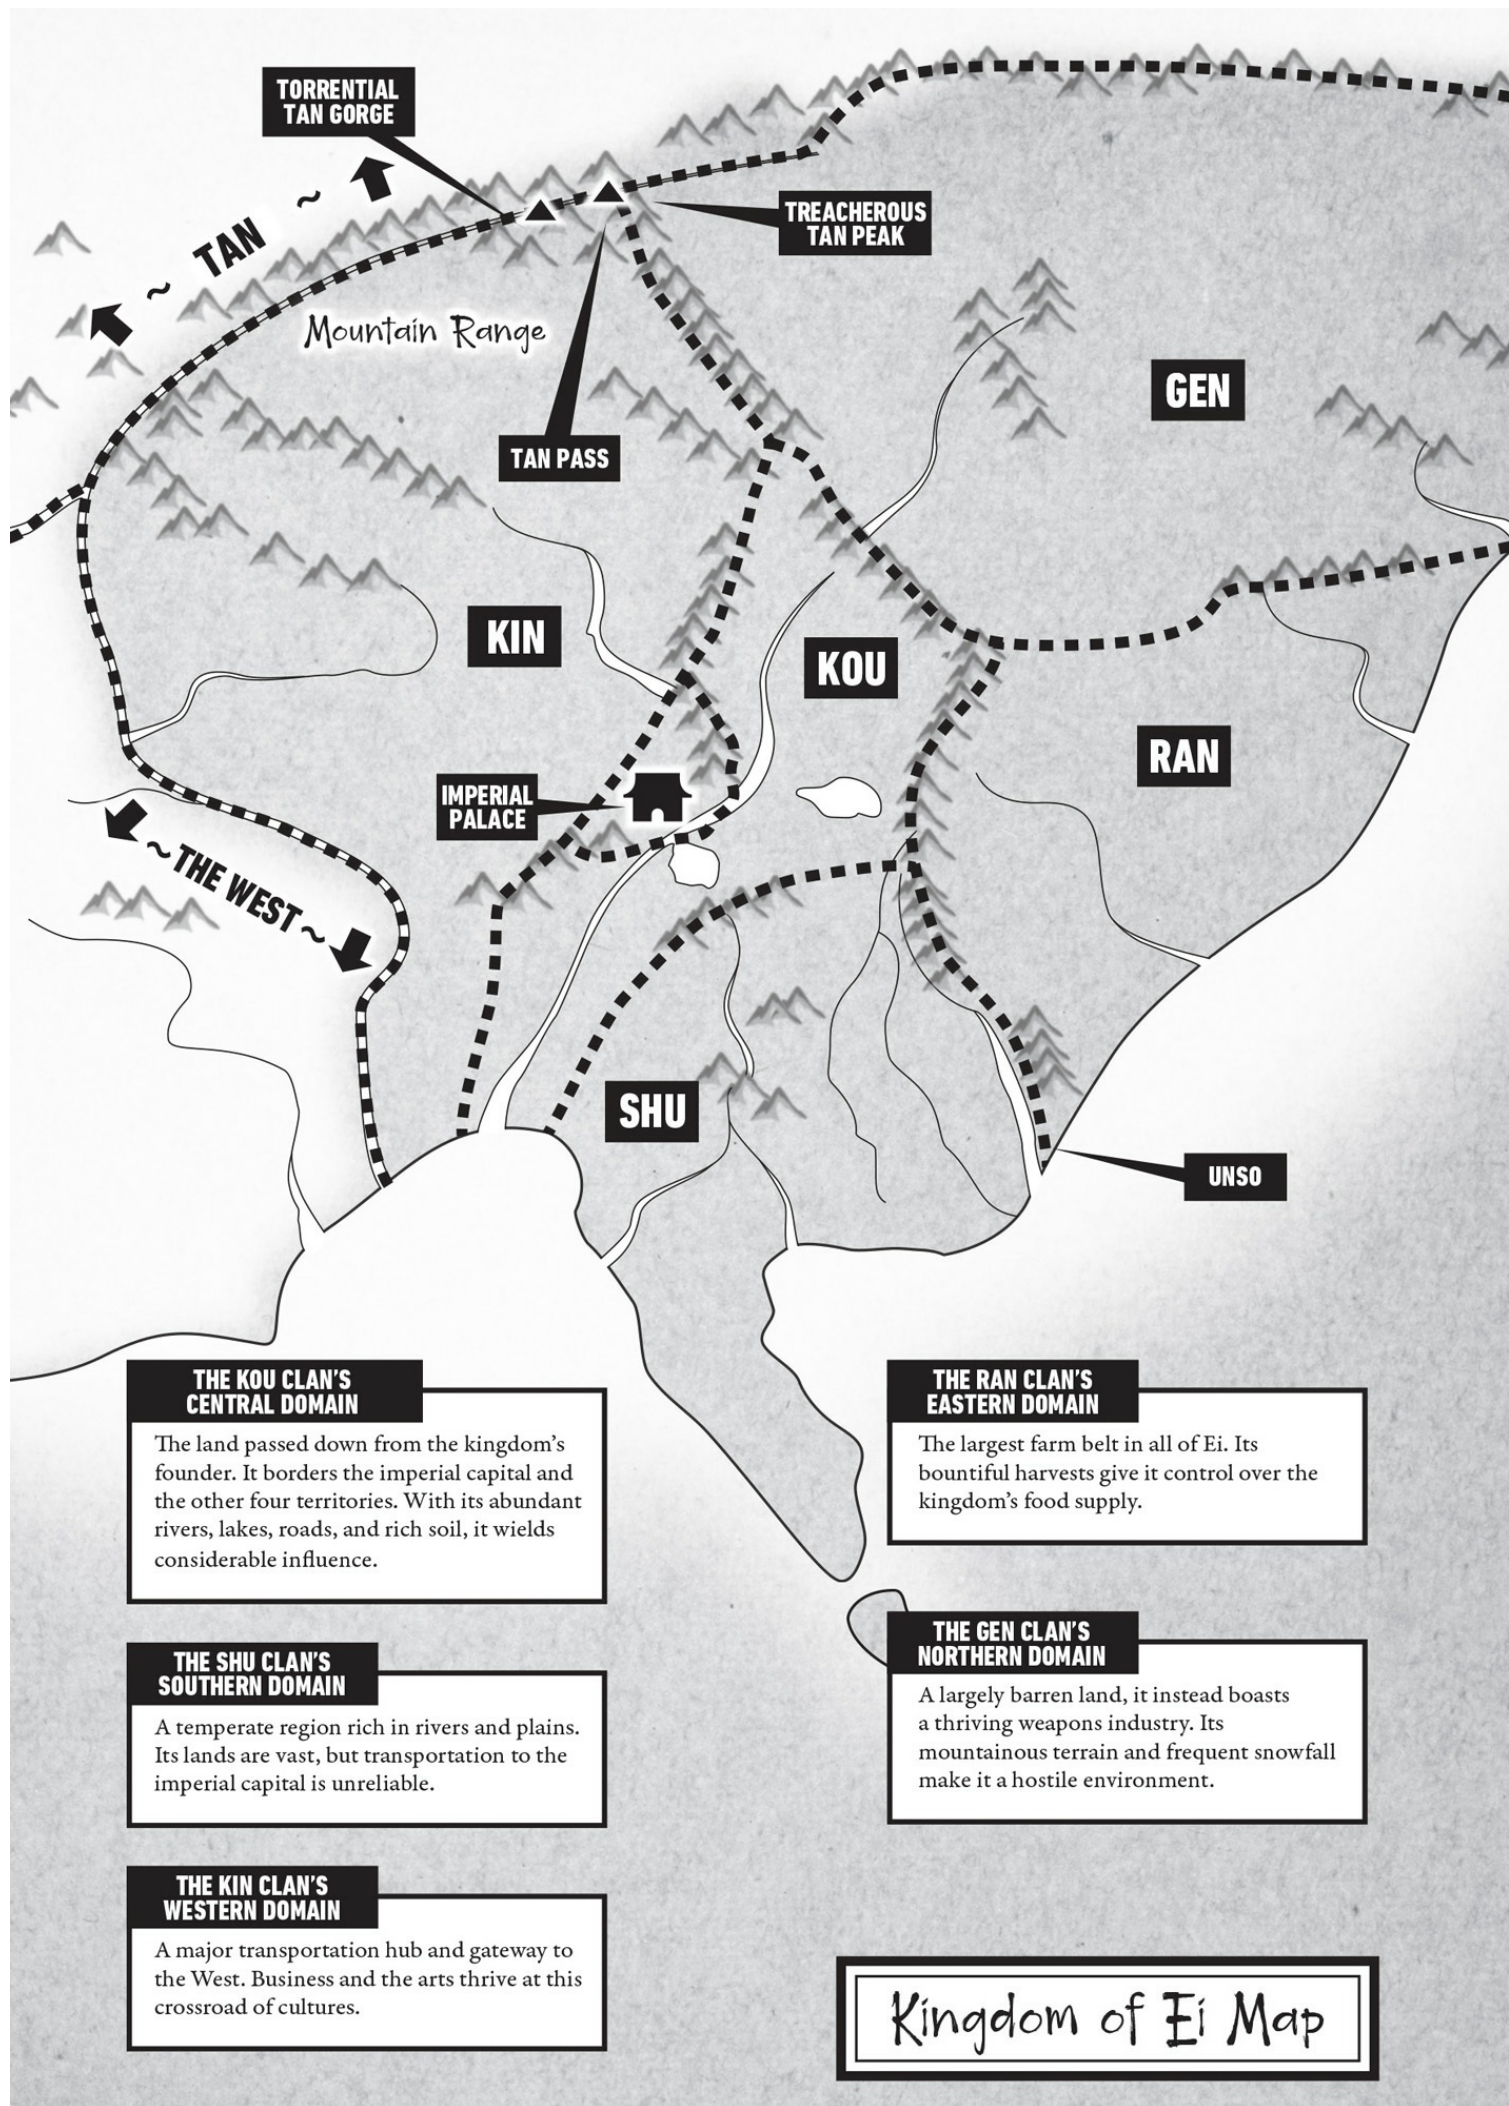 TORRENTIAL
TAN GORGE
~ TAN ~
TREACHEROUS
TAN PEAK
Mountain Range
GEN
TAN PASS
KIN
KOU
RAN
IMPERIAL
PALACE
~THE WEST~
SHU
UNSO
THE KOU CLAN'S
CENTRAL DOMAIN
The land passed down from the kingdom's
founder. It borders the imperial capital and
the other four territories. With its abundant
rivers, lakes, roads, and rich soil, it wields
considerable influence.
THE SHU CLAN'S
SOUTHERN DOMAIN
A temperate region rich in rivers and plains.
Its lands are vast, but transportation to the
imperial capital is unreliable.
THE KIN CLAN'S
WESTERN DOMAIN
A major transportation hub and gateway to
the West. Business and the arts thrive at this
crossroad of cultures.
THE RAN CLAN'S
EASTERN DOMAIN
The largest farm belt in all of Ei. Its
bountiful harvests give it control over the
kingdom's food supply.
THE GEN CLAN'S
NORTHERN DOMAIN
A largely barren land, it instead boasts
a thriving weapons industry. Its
mountainous terrain and frequent snowfall
make it a hostile environment.
Kingdom of Ei Map